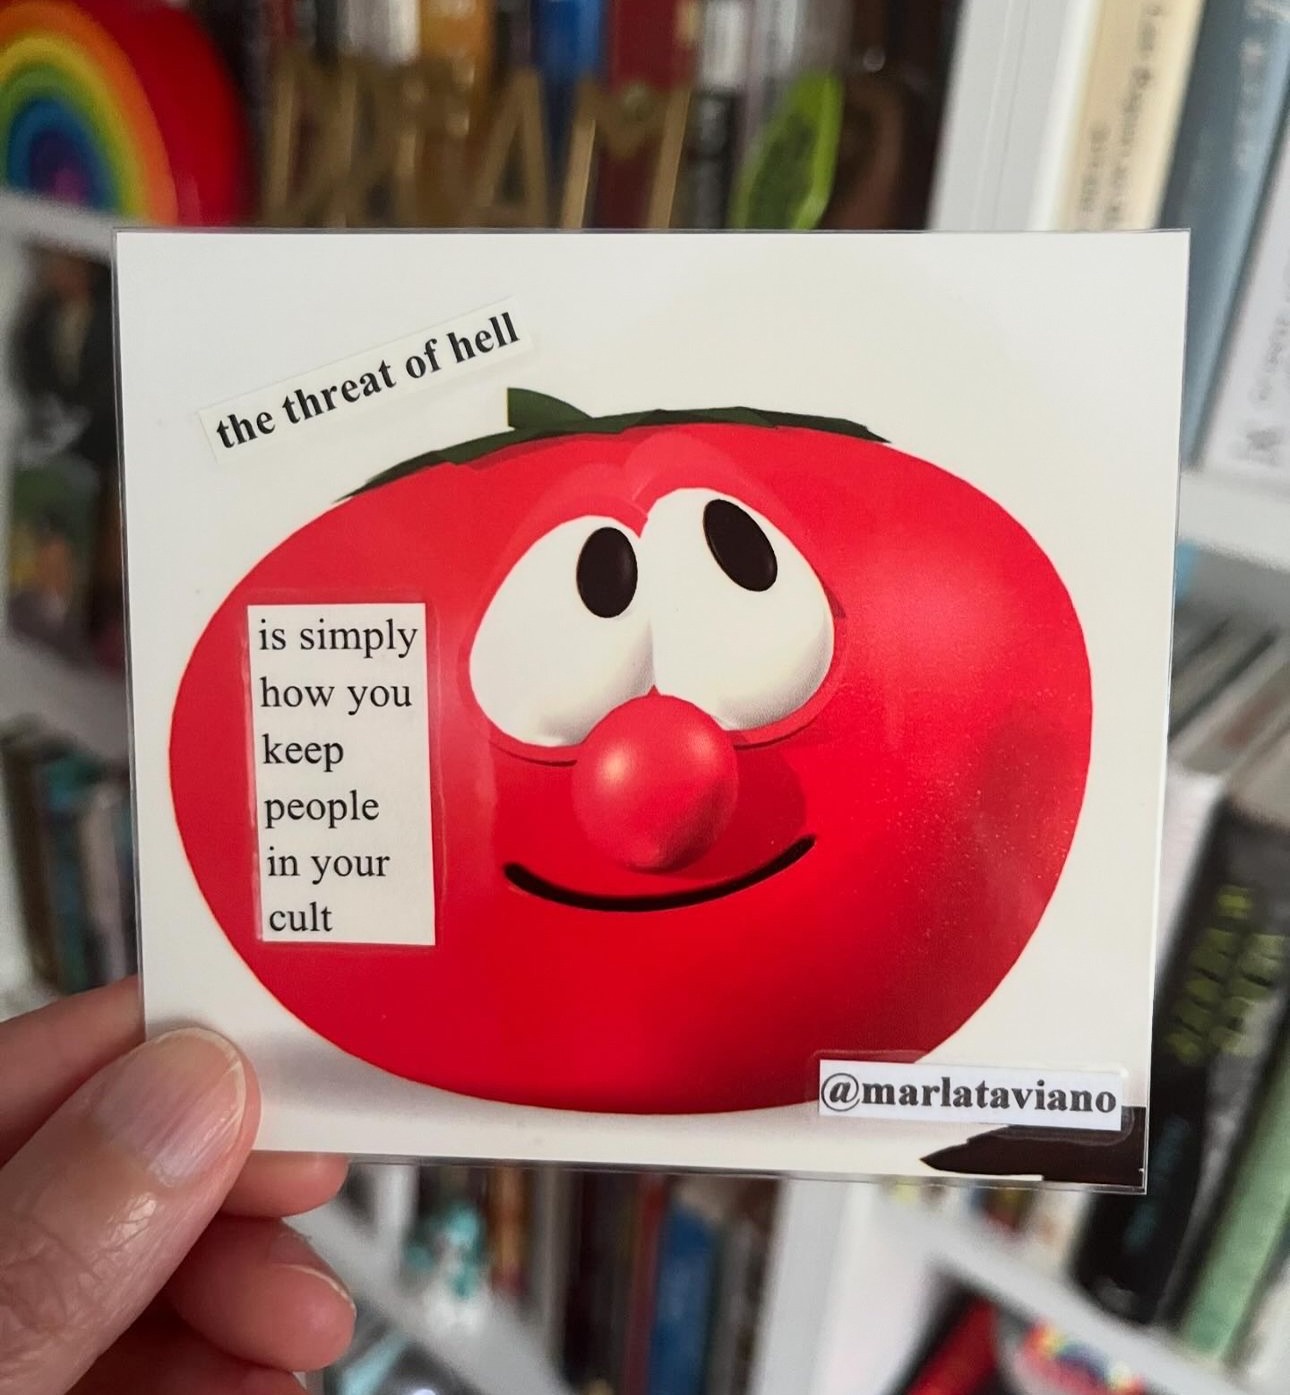 the threat of hell
is simply
how you
keep
people
in your
cult
@marlataviano